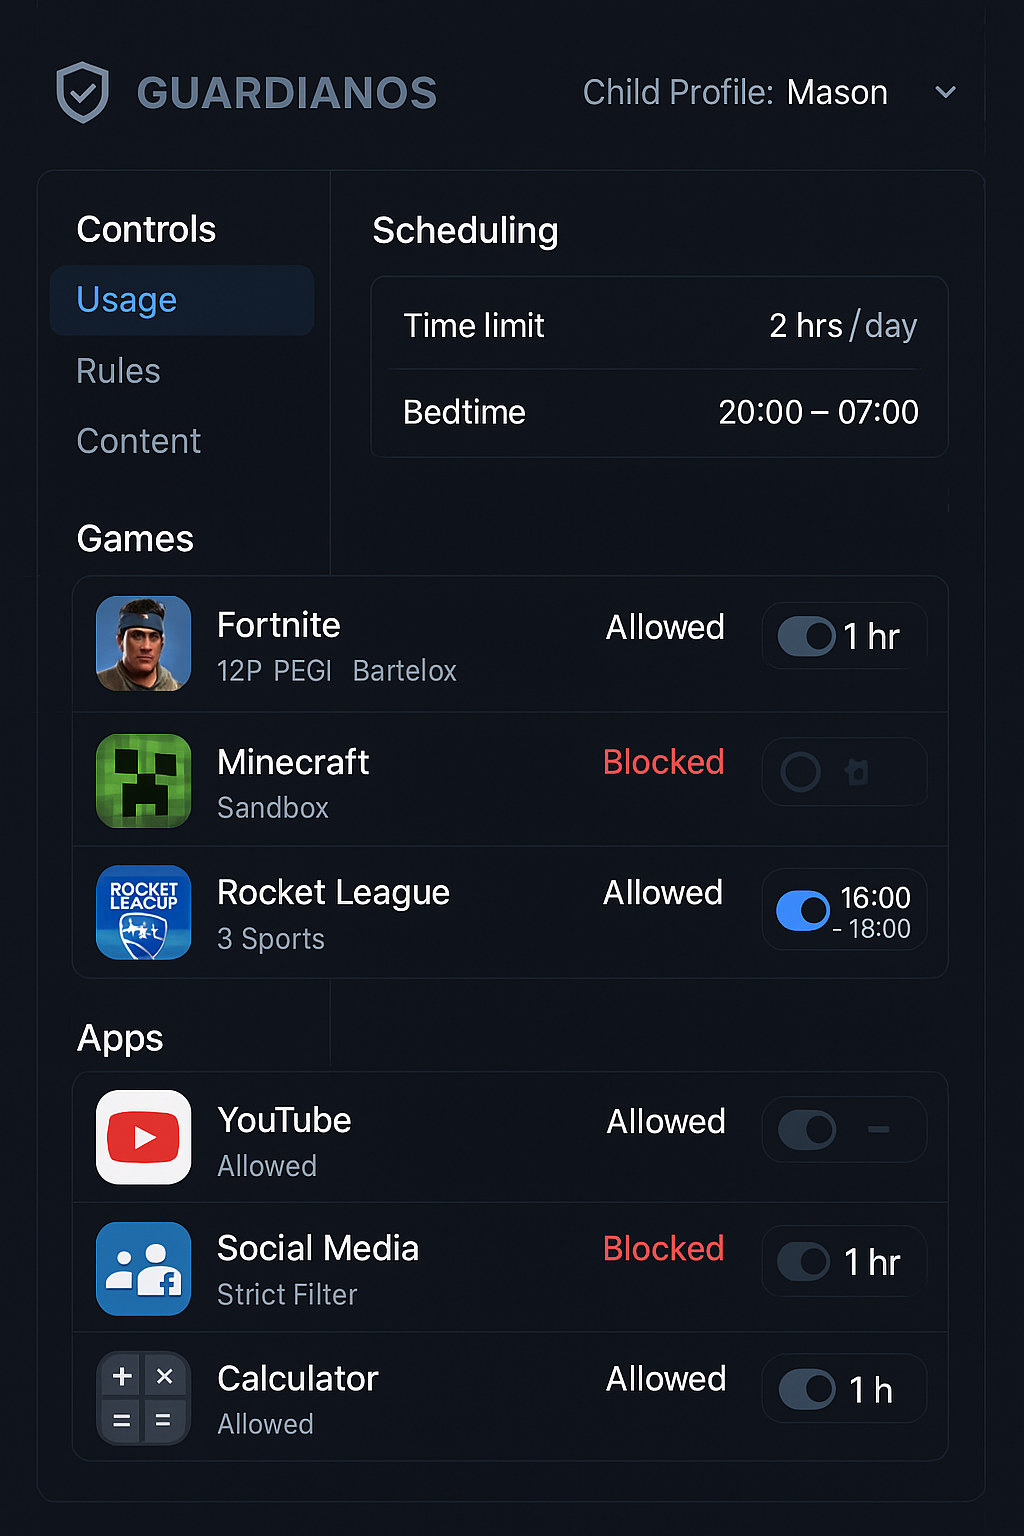 GUARDIANOS
Child Profile: Mason
Controls
Usage
Rules
Content
Scheduling
Time limit 2 hrs / day
Bedtime 20:00 – 07:00
Games
Fortnite Allowed 1 hr
12P PEGI Bartelox
Minecraft Blocked
Sandbox
ROCKET
LEACUP
Rocket League Allowed 16:00
- 18:00
3 Sports
Apps
YouTube Allowed –
Allowed
Social Media Blocked 1 hr
Strict Filter
f
+ ×
= =
Calculator Allowed 1 h
Allowed